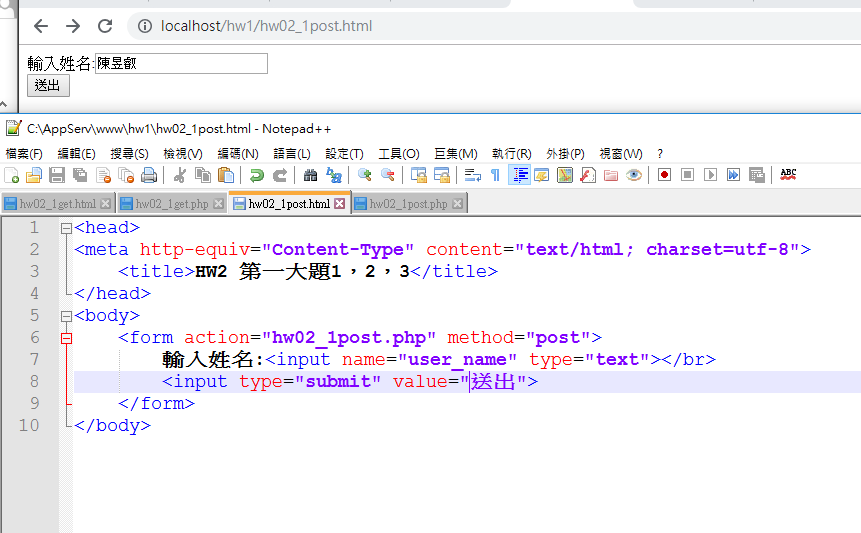 localhost/hw1/hw02_1post.html
輸入姓名:陳昱叡
送出
C:\AppServ\www\hw1\hw02_1post.html - Notepad++
檔案(F) 編輯(E) 搜尋(S) 檢視(V) 編碼(N) 語言(L) 設定(T) 工具(O) 巨集(M) 執行(R) 外掛(P) 視窗(W) ?
ABC
hw02_1get.html hw02_1get.php hw02_1post.html hw02_1post.php
1 <head>
2 <meta http-equiv="Content-Type" content="text/html; charset=utf-8">
3 <title>HW2 第一大題1，2，3</title>
4 </head>
5 <body>
6 <form action="hw02_1post.php" method="post">
7 輸入姓名:<input name="user_name" type="text"></br>
8 <input type="submit" value="送出">
9 </form>
10 </body>